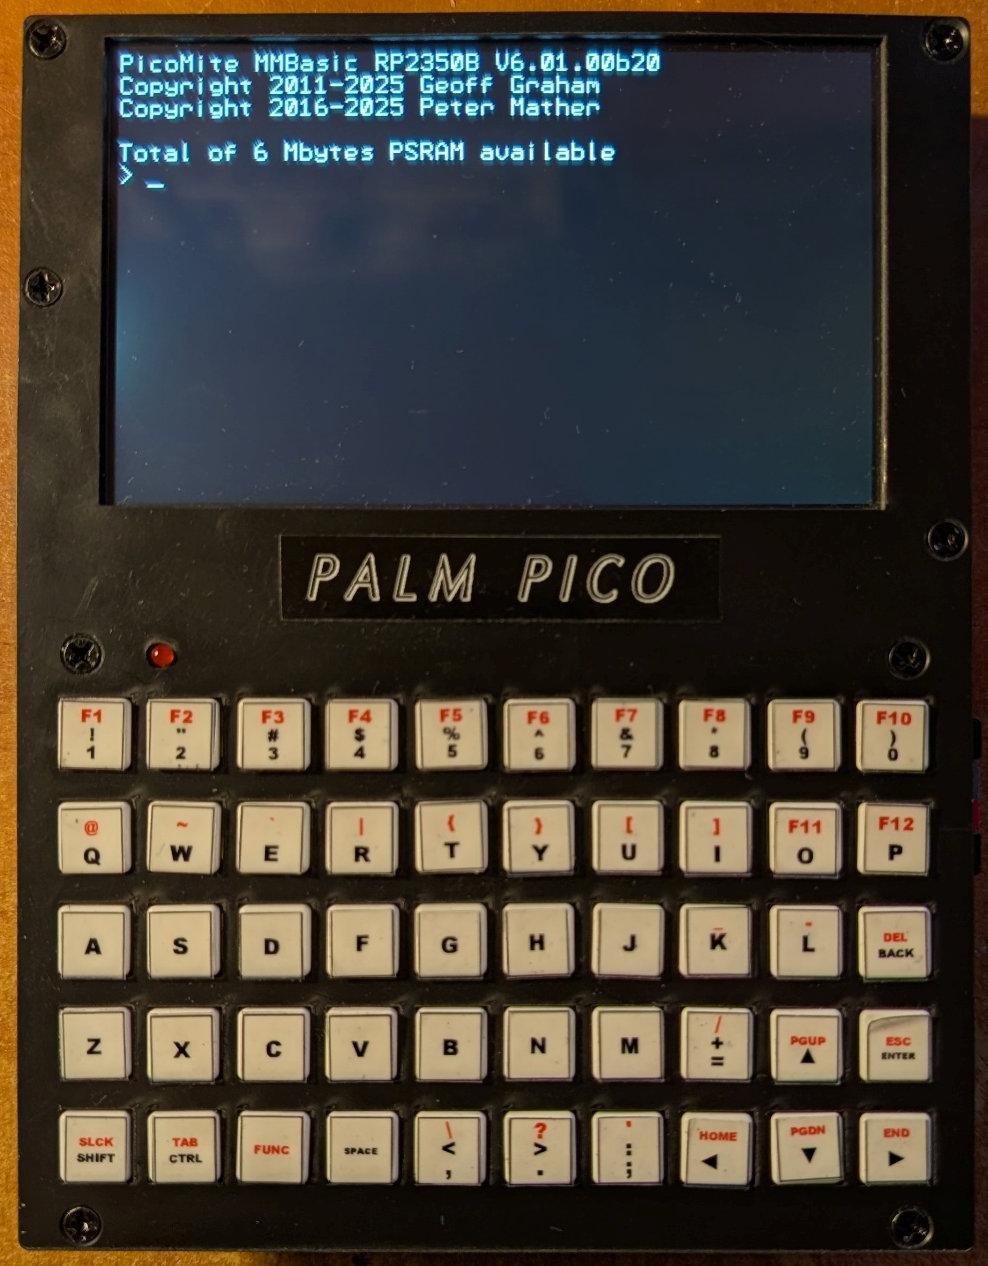 PicoMite MMBasic RP2350B V6.01.00b20
Copyright 2011-2025 Geoff Graham
Copyright 2016-2025 Peter Mather
Total of 6 Mbytes PSRAM available
> _
PALM PICO
F1 F2 F3 F4 F5 F6 F7 F8 F9 F10
! " # $ % ^ & * ( )
1 2 3 4 5 6 7 8 9 0
@ ~ ` | { } [ ] F11 F12
Q W E R T Y U I O P
_ - DEL
A S D F G H J K L BACK
/ PGUP ESC
Z X C V B N M + = ▲ ENTER
SLCK TAB FUNC \ ? ' HOME PGDN END
SHIFT CTRL SPACE < > : ◀ ▼ ▶
, . ;